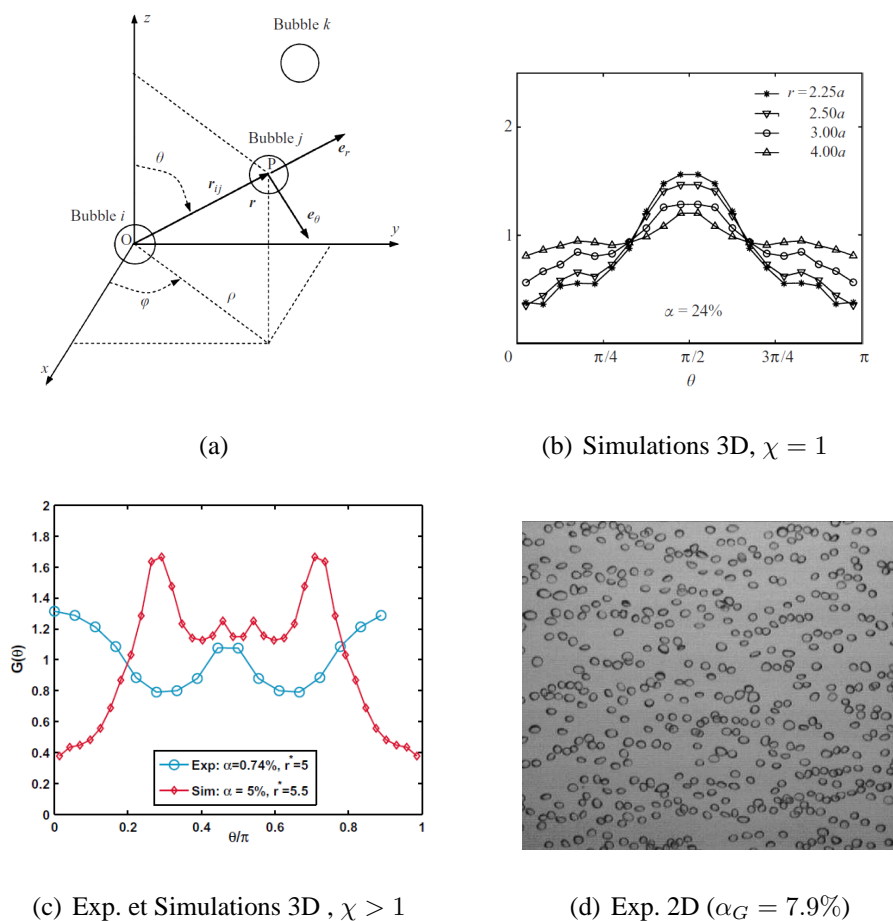 z
Bubble k
Bubble j
P
e_r
θ
r_ij
r
e_θ
Bubble i
O
y
φ
ρ
x
(a)
2
1
r = 2.25a
2.50a
3.00a
4.00a
α = 24%
0 π/4 π/2 3π/4 π
θ
(b) Simulations 3D, χ = 1
2
1.8
1.6
1.4
1.2
1
0.8
0.6
0.4
0.2
0
G(θ)
Exp: α=0.74%, r*=5
Sim: α = 5%, r*=5.5
0 0.2 0.4 0.6 0.8 1
θ/π
(c) Exp. et Simulations 3D , χ > 1
(d) Exp. 2D (α_G = 7.9%)